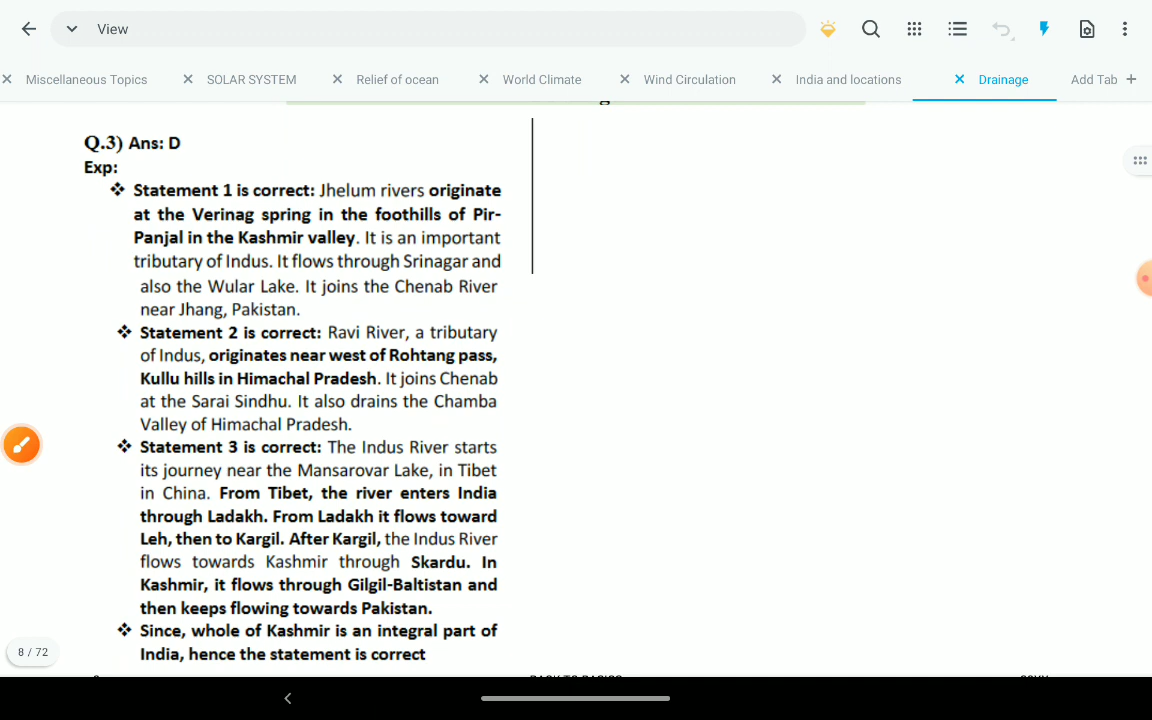 View
Miscellaneous Topics
SOLAR SYSTEM
Relief of ocean
World Climate
Wind Circulation
India and locations
Drainage
Add Tab +
Q.3) Ans: D
Exp:
❖ Statement 1 is correct: Jhelum rivers originate
at the Verinag spring in the foothills of Pir-
Panjal in the Kashmir valley. It is an important
tributary of Indus. It flows through Srinagar and
also the Wular Lake. It joins the Chenab River
near Jhang, Pakistan.
❖ Statement 2 is correct: Ravi River, a tributary
of Indus, originates near west of Rohtang pass,
Kullu hills in Himachal Pradesh. It joins Chenab
at the Sarai Sindhu. It also drains the Chamba
Valley of Himachal Pradesh.
❖ Statement 3 is correct: The Indus River starts
its journey near the Mansarovar Lake, in Tibet
in China. From Tibet, the river enters India
through Ladakh. From Ladakh it flows toward
Leh, then to Kargil. After Kargil, the Indus River
flows towards Kashmir through Skardu. In
Kashmir, it flows through Gilgil-Baltistan and
then keeps flowing towards Pakistan.
❖ Since, whole of Kashmir is an integral part of
India, hence the statement is correct
8 / 72